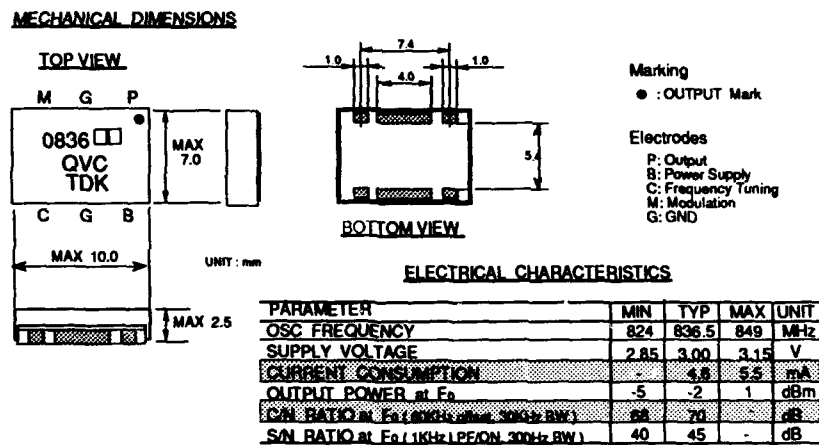 MECHANICAL DIMENSIONS
TOP VIEW
M G P
0836
QVC
TDK
C G B
MAX
7.0
MAX 10.0
UNIT : mm
MAX 2.5
7.4
1.0
1.0
4.0
5.4
BOTTOM VIEW
Marking
● : OUTPUT Mark
Electrodes
P: Output
B: Power Supply
C: Frequency Tuning
M: Modulation
G: GND
ELECTRICAL CHARACTERISTICS
PARAMETER MIN TYP MAX UNIT
OSC FREQUENCY 824 836.5 849 MHz
SUPPLY VOLTAGE 2.85 3.00 3.15 V
CURRENT CONSUMPTION - 4.8 5.5 mA
OUTPUT POWER at Fo -5 -2 1 dBm
C/N RATIO at Fo ( 60KHz offset, 30KHz BW ) 68 70 - dB
S/N RATIO at Fo ( 1KHz LPF/ON, 300Hz BW ) 40 45 - dB